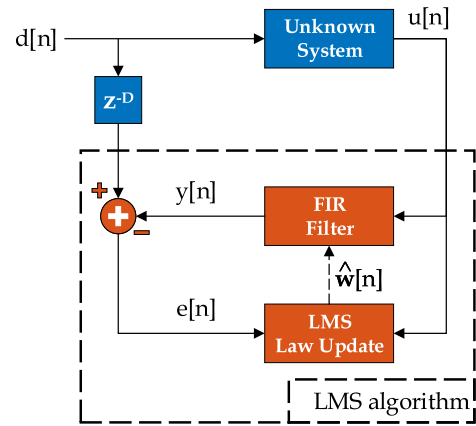 d[n]
Unknown
System
u[n]
z-D
+
+
−
y[n]
FIR
Filter
ŵ[n]
e[n]
LMS
Law Update
LMS algorithm